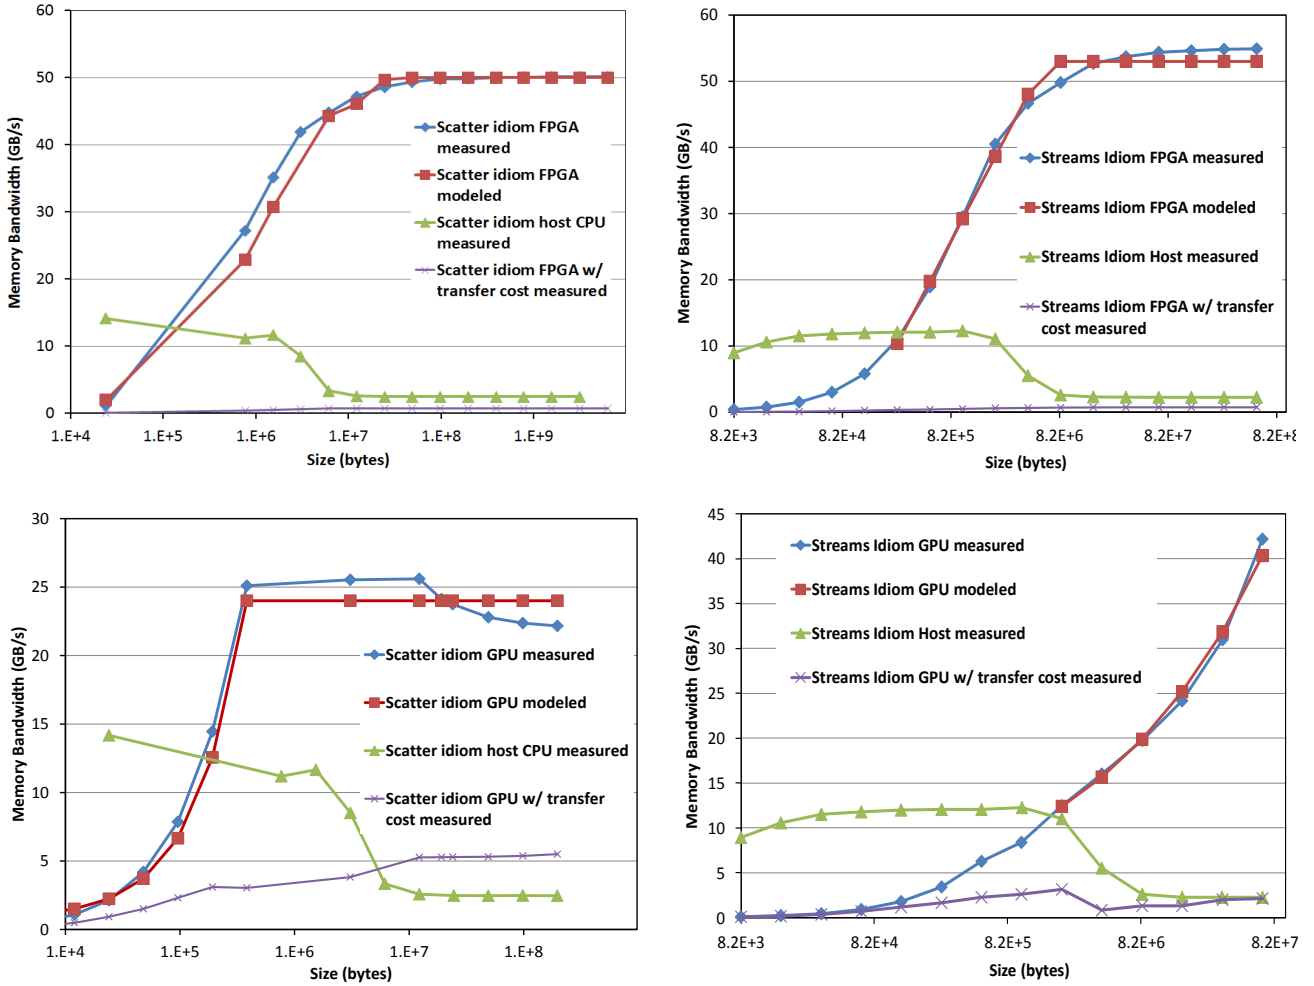 60
50
40
30
20
10
0
Memory Bandwidth (GB/s)
Scatter idiom FPGA
measured
Scatter idiom FPGA
modeled
Scatter idiom host CPU
measured
Scatter idiom FPGA w/
transfer cost measured
1.E+4 1.E+5 1.E+6 1.E+7 1.E+8 1.E+9
Size (bytes)
60
50
40
30
20
10
0
Memory Bandwidth (GB/s)
Streams Idiom FPGA measured
Streams Idiom FPGA modeled
Streams Idiom Host measured
Streams Idiom FPGA w/ transfer
cost measured
8.2E+3 8.2E+4 8.2E+5 8.2E+6 8.2E+7 8.2E+8
Size (bytes)
30
25
20
15
10
5
0
Memory Bandwidth (GB/s)
Scatter idiom GPU measured
Scatter idiom GPU modeled
Scatter idiom host CPU measured
Scatter idiom GPU w/ transfer
cost measured
1.E+4 1.E+5 1.E+6 1.E+7 1.E+8
Size (bytes)
45
40
35
30
25
20
15
10
5
0
Memory Bandwidth (GB/s)
Streams Idiom GPU measured
Streams Idiom GPU modeled
Streams Idiom Host measured
Streams Idiom GPU w/ transfer cost measured
8.2E+3 8.2E+4 8.2E+5 8.2E+6 8.2E+7
Size (bytes)